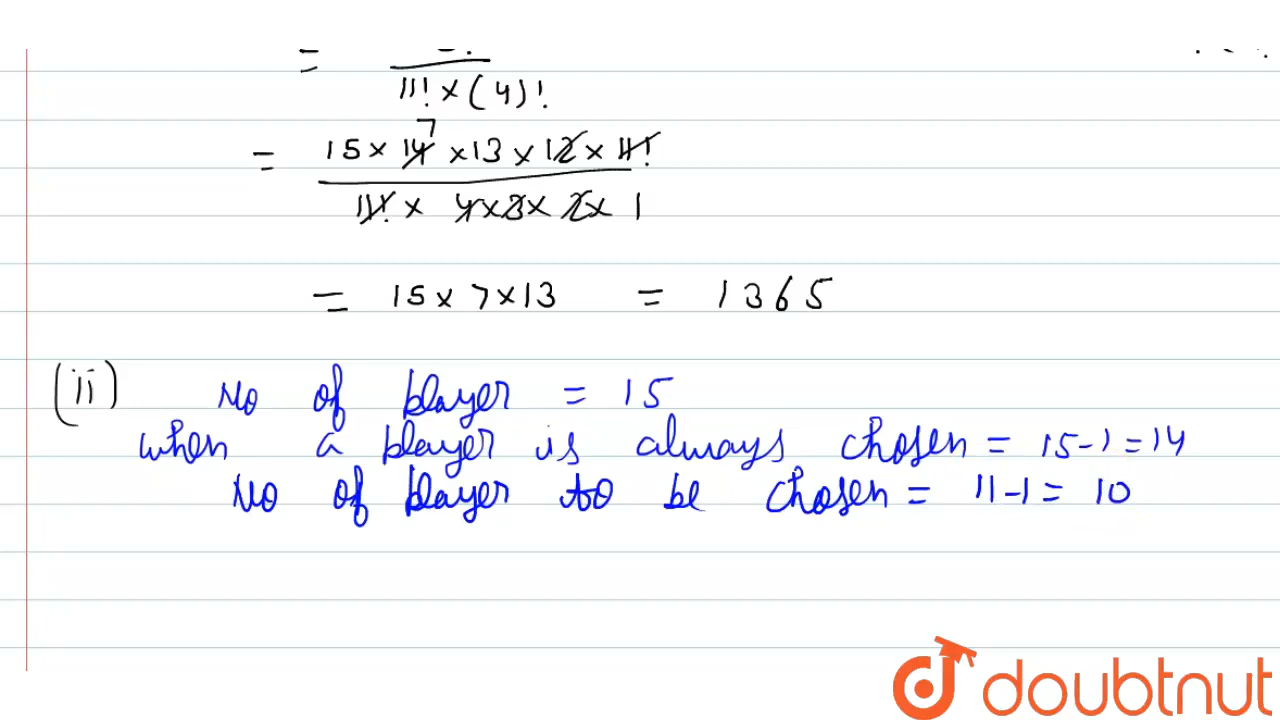 =
11! × (4)!
7
= 15 × 14 × 13 × 12 × 11!
11! × 4 × 3 × 2 × 1
= 15 × 7 × 13 = 1365
(ii) No of player = 15
when a player is always chosen = 15 - 1 = 14
No of player to be chosen = 11 - 1 = 10
doubtnut